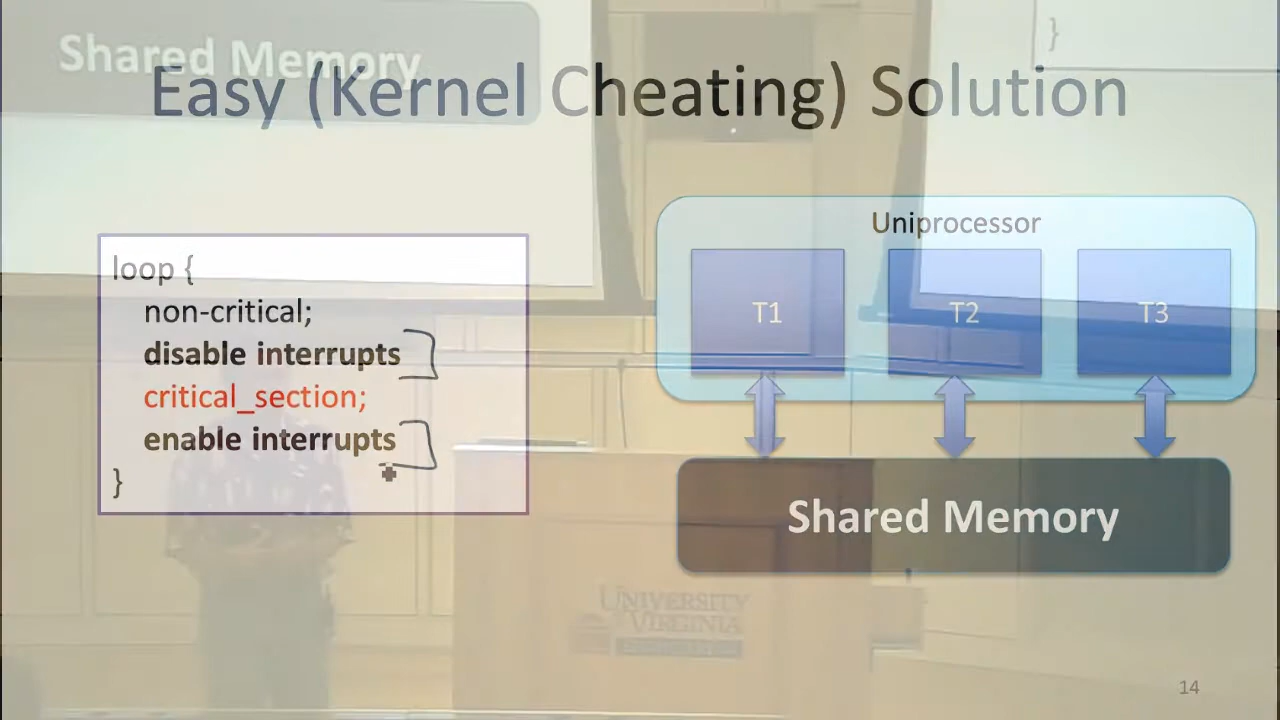 Shared Memory
}
Easy (Kernel Cheating) Solution
loop {
non-critical;
disable interrupts
critical_section;
enable interrupts
}
Uniprocessor
T1
T2
T3
Shared Memory
UNIVERSITY
of VIRGINIA
14